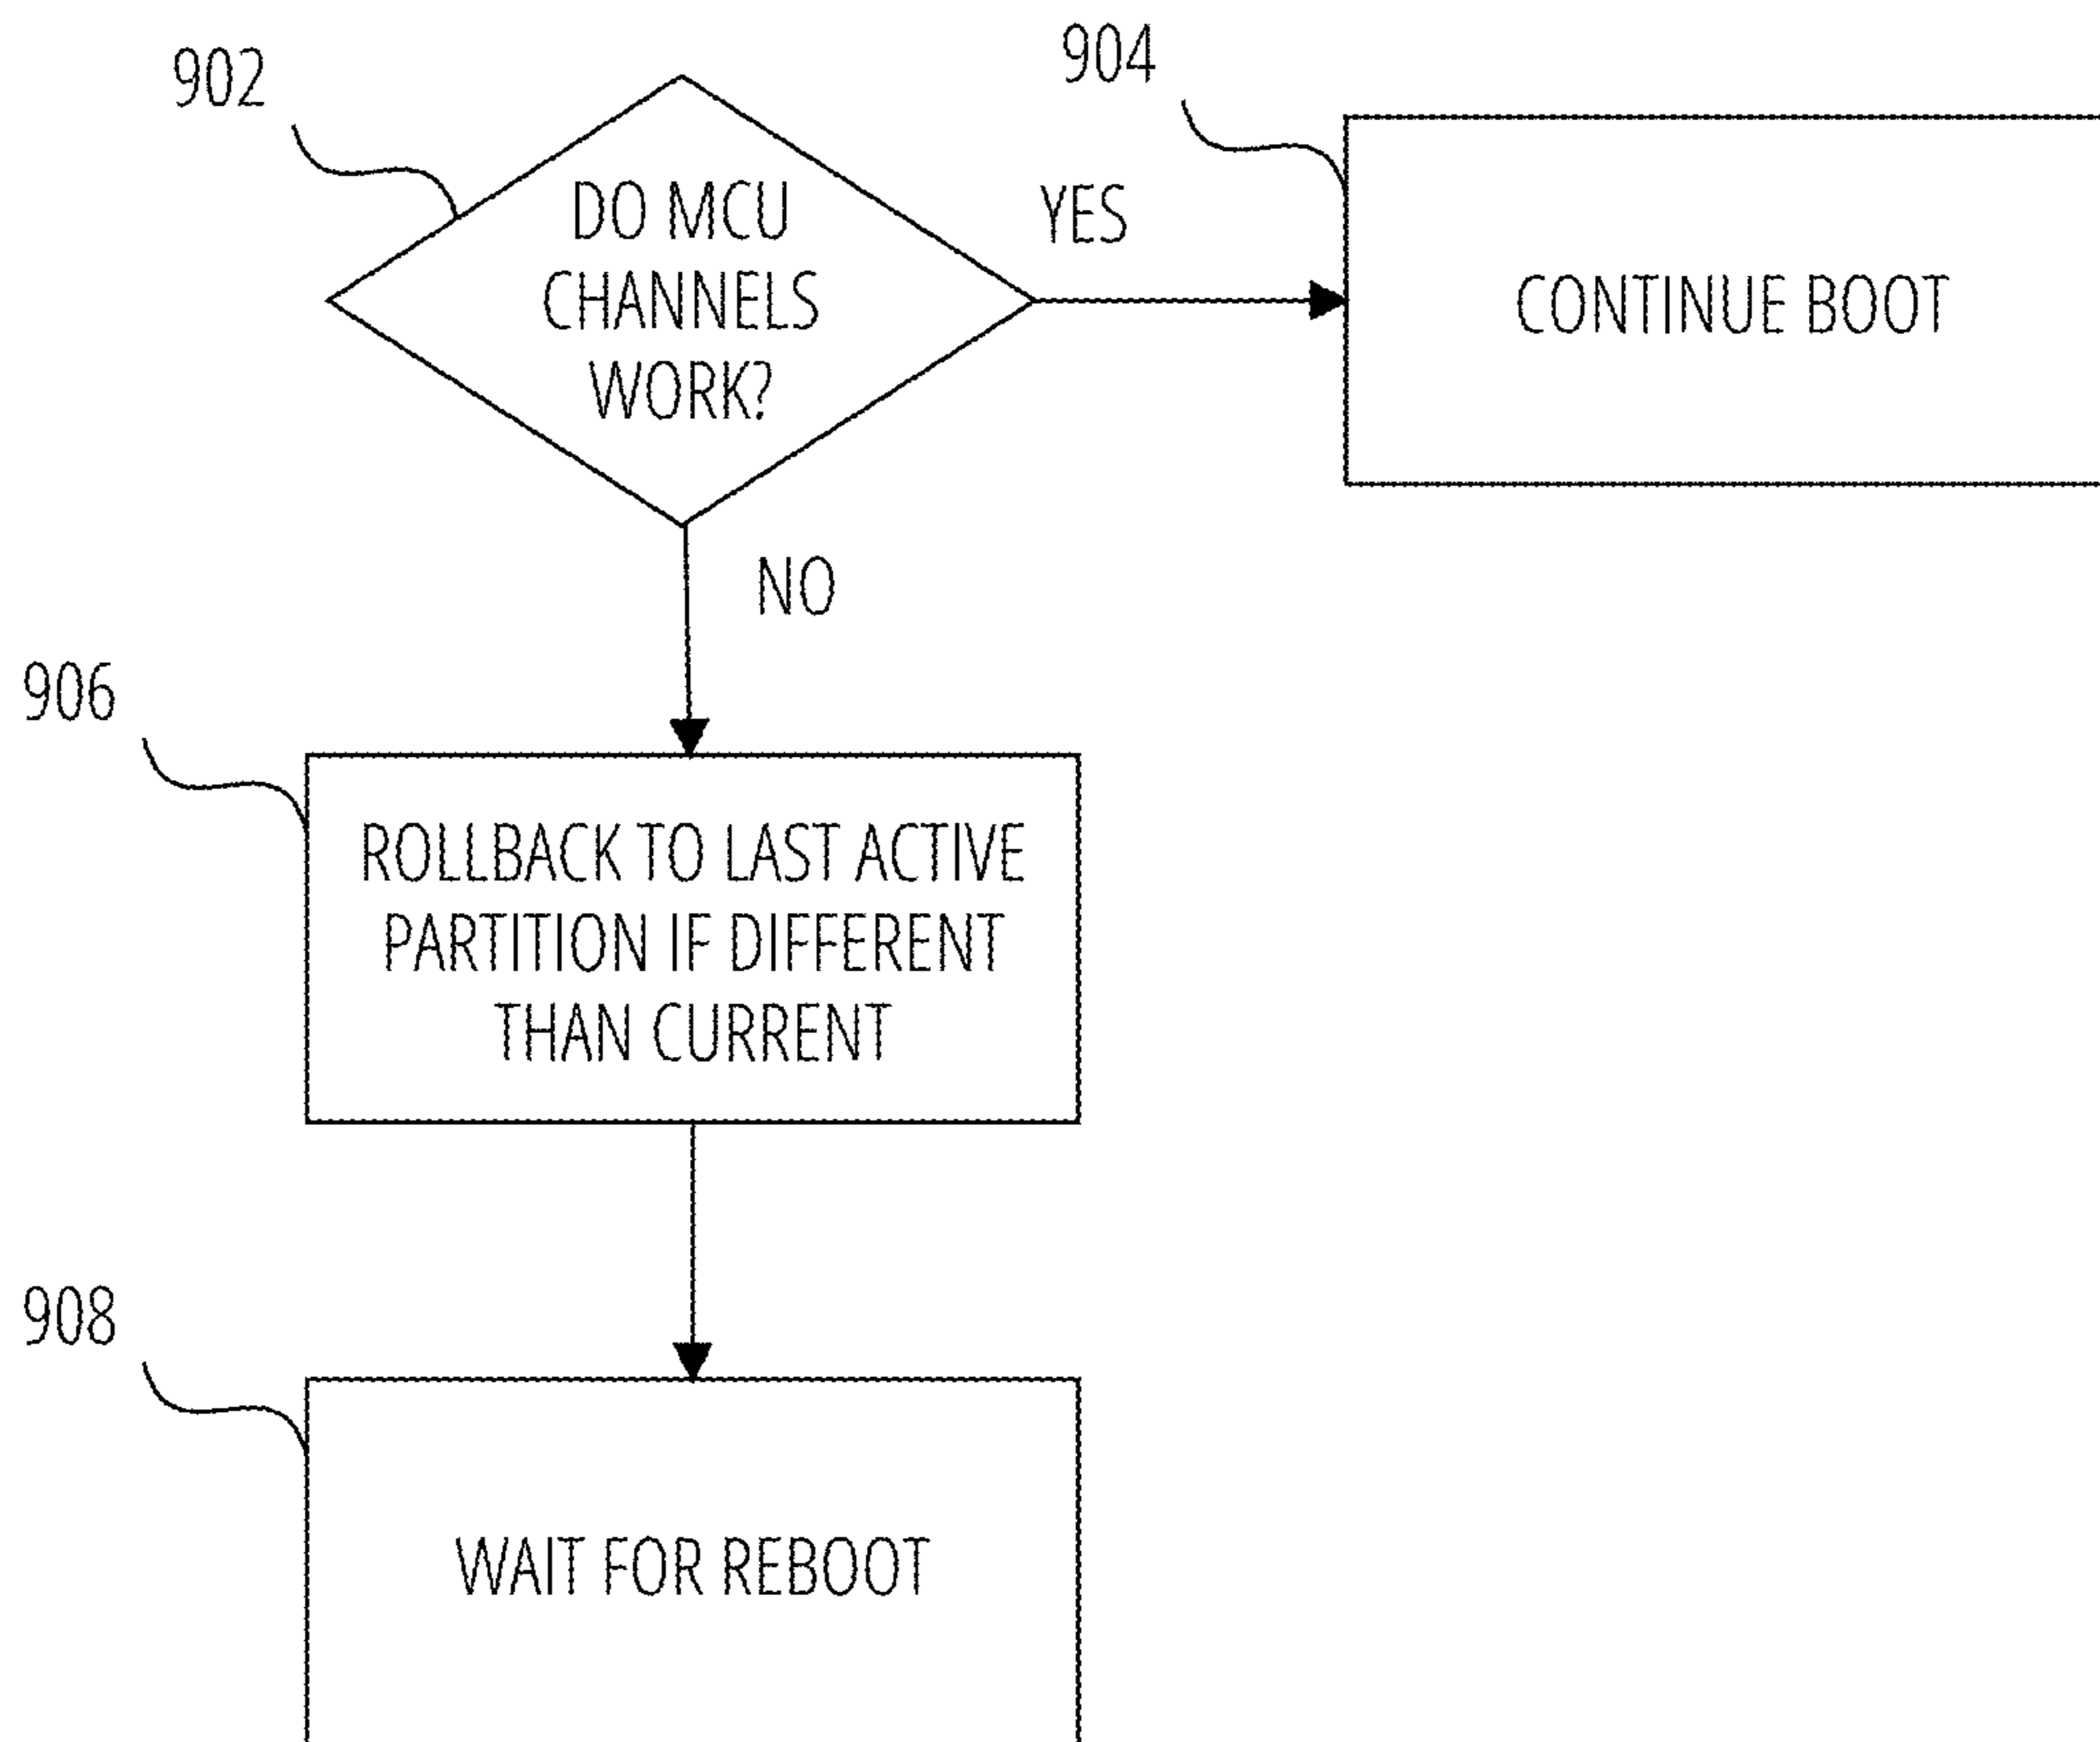 902
904
DO MCU
CHANNELS
WORK?
YES
CONTINUE BOOT
NO
906
ROLLBACK TO LAST ACTIVE
PARTITION IF DIFFERENT
THAN CURRENT
908
WAIT FOR REBOOT